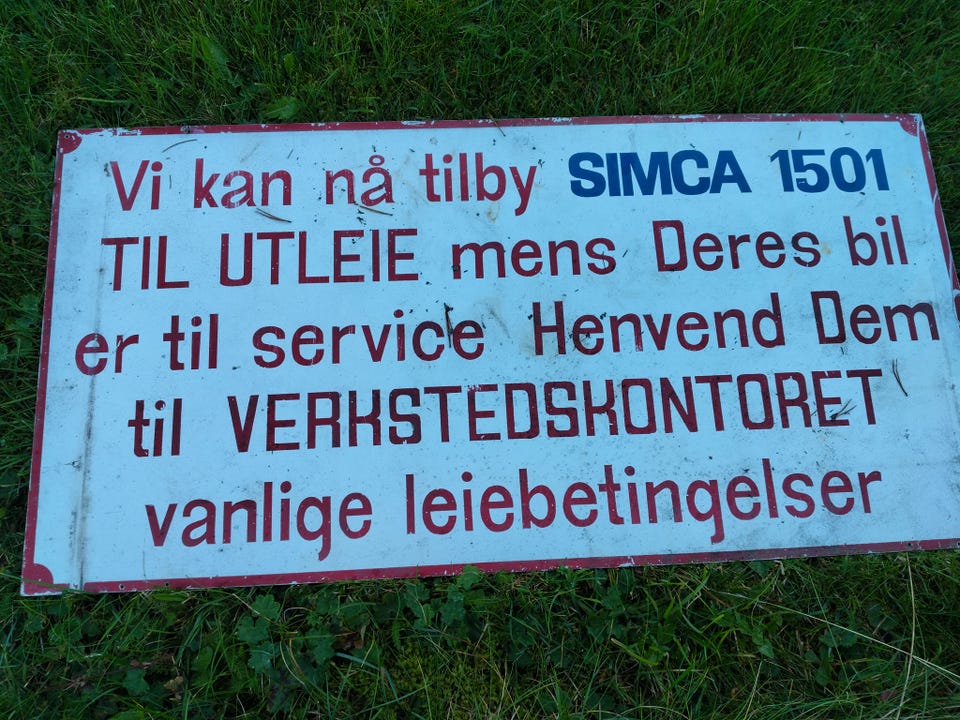 Vi kan nå tilby SIMCA 1501
TIL UTLEIE mens Deres bil
er til service Henvend Dem
til VERKSTEDSKONTORET
vanlige leiebetingelser